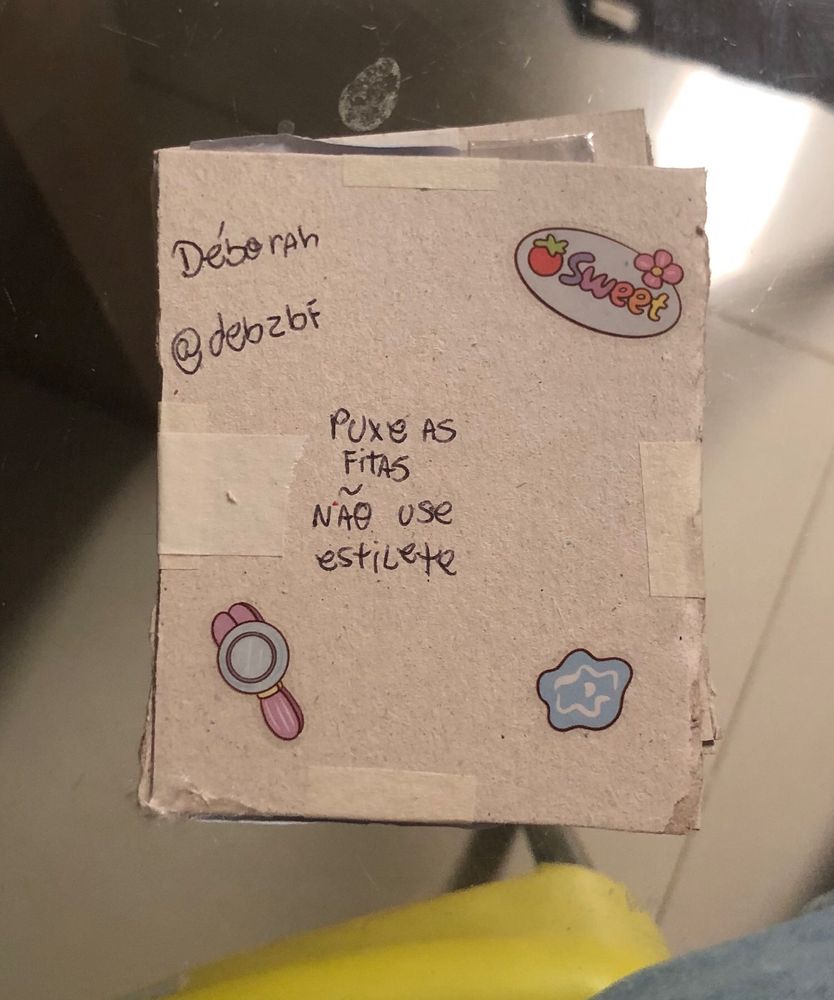 Déborah
@debzbf
Sweet
PUXE AS
FITAS
NÃO USE
estilete